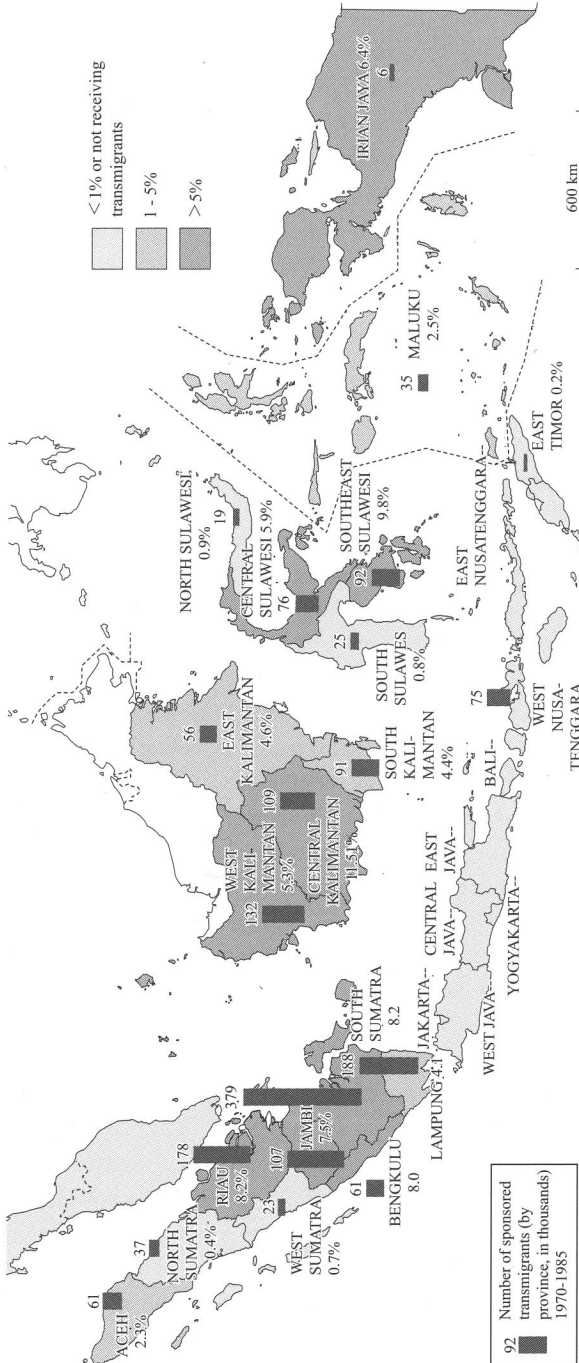 < 1% or not receiving
transmigrants
1 - 5%
> 5%
61
ACEH
2.3%
37
NORTH
SUMATRA
0.4%
178
RIAU
8.2%
23
WEST
SUMATRA
0.7%
107
JAMBI
7.5%
379
61
BENGKULU
8.0
188
SOUTH
SUMATRA
8.2
LAMPUNG 4.1
JAKARTA--
WEST JAVA--
CENTRAL
JAVA--
YOGYAKARTA--
EAST
JAVA--
BALI--
132
WEST
KALI-
MANTAN
5.3%
109
CENTRAL
KALIMANTAN
11.51%
56
EAST
KALIMANTAN
4.6%
91
SOUTH
KALI-
MANTAN
4.4%
NORTH SULAWESI
0.9%
19
CENTRAL
SULAWESI 5.9%
76
25
SOUTH
SULAWES
0.8%
92
SOUTHEAST
SULAWESI
9.8%
75
WEST
NUSA-
TENGGARA
EAST
NUSATENGGARA--
EAST
TIMOR 0.2%
35
MALUKU
2.5%
IRIAN JAYA 6.4%
6
600 km
92
Number of sponsored
transmigrants (by
province, in thousands)
1970-1985